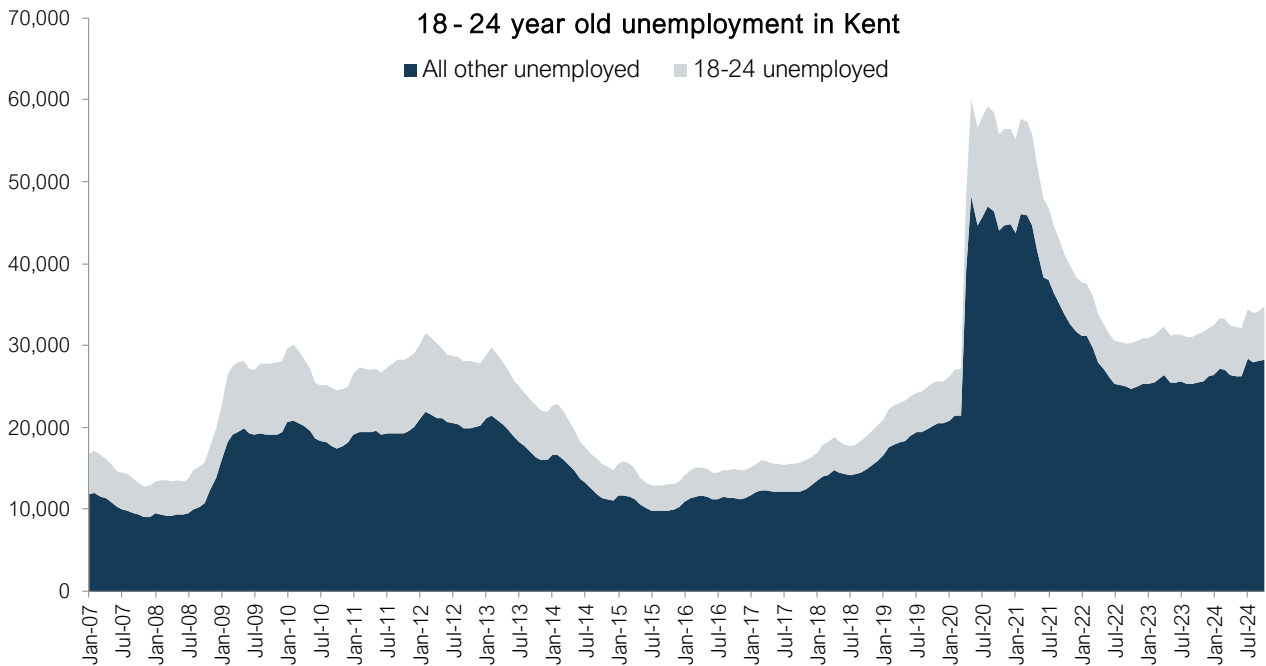 18 - 24 year old unemployment in Kent
All other unemployed 18-24 unemployed
70,000
60,000
50,000
40,000
30,000
20,000
10,000
0
Jan-07 Jul-07 Jan-08 Jul-08 Jan-09 Jul-09 Jan-10 Jul-10 Jan-11 Jul-11 Jan-12 Jul-12 Jan-13 Jul-13 Jan-14 Jul-14 Jan-15 Jul-15 Jan-16 Jul-16 Jan-17 Jul-17 Jan-18 Jul-18 Jan-19 Jul-19 Jan-20 Jul-20 Jan-21 Jul-21 Jan-22 Jul-22 Jan-23 Jul-23 Jan-24 Jul-24